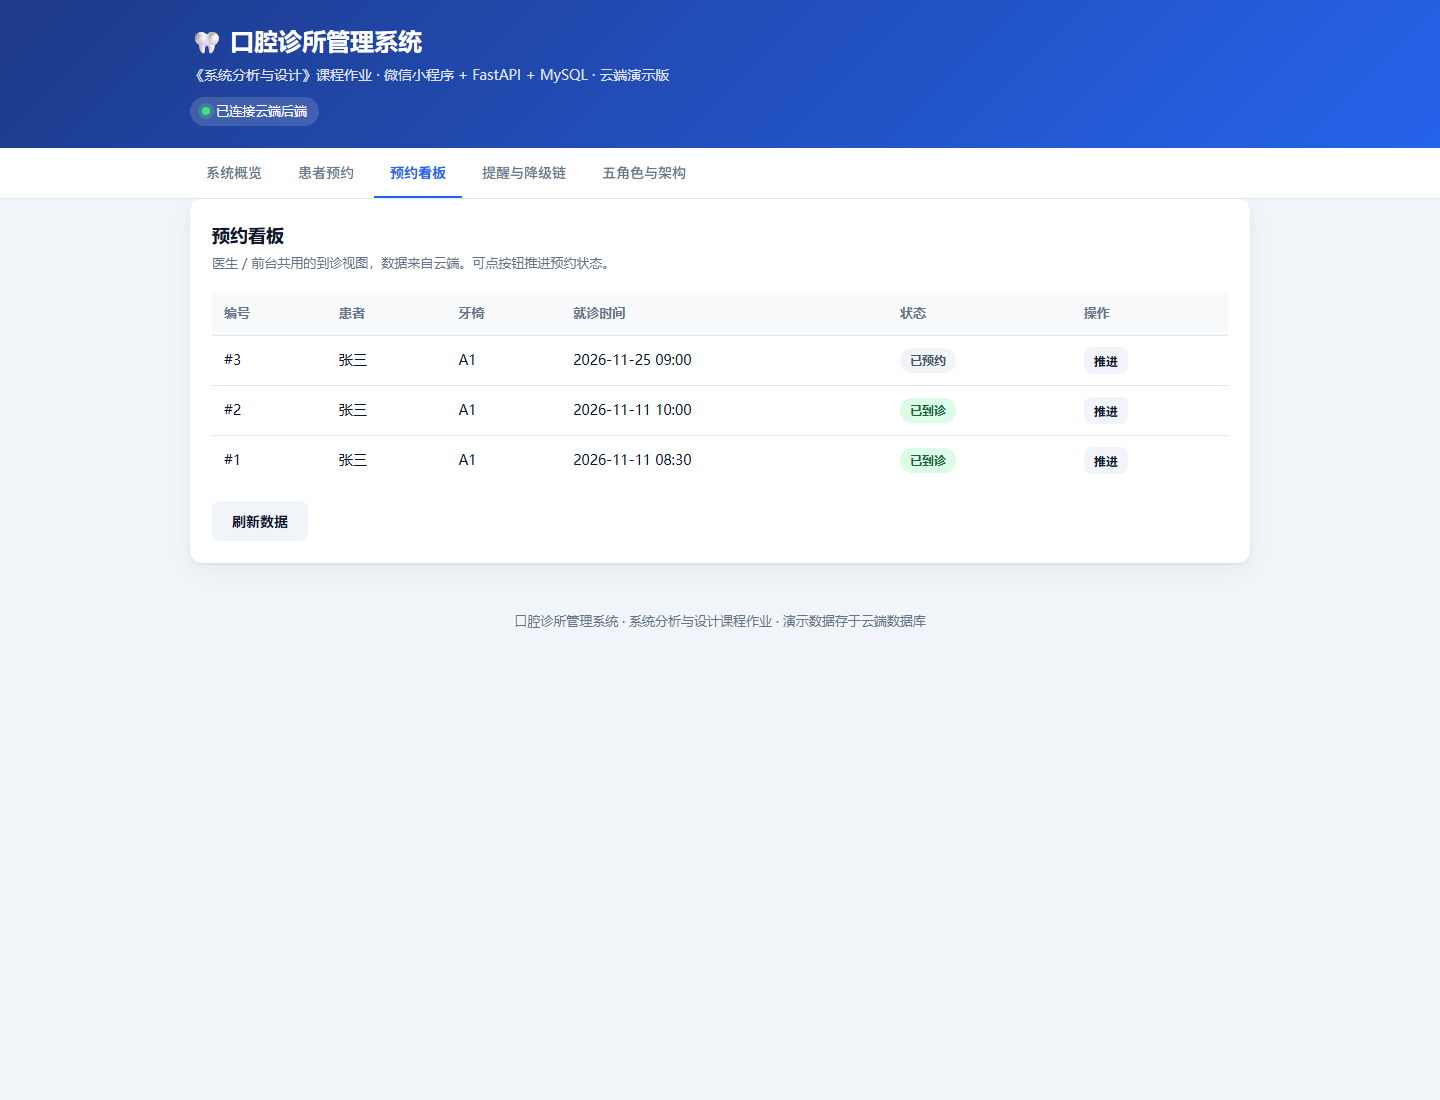 口腔诊所管理系统
《系统分析与设计》课程作业 · 微信小程序 + FastAPI + MySQL · 云端演示版
已连接云端后端
系统概览 患者预约 预约看板 提醒与降级链 五角色与架构
预约看板
医生 / 前台共用的到诊视图，数据来自云端。可点按钮推进预约状态。
编号 患者 牙椅 就诊时间 状态 操作
#3 张三 A1 2026-11-25 09:00 已预约 推进
#2 张三 A1 2026-11-11 10:00 已到诊 推进
#1 张三 A1 2026-11-11 08:30 已到诊 推进
刷新数据
口腔诊所管理系统 · 系统分析与设计课程作业 · 演示数据存于云端数据库